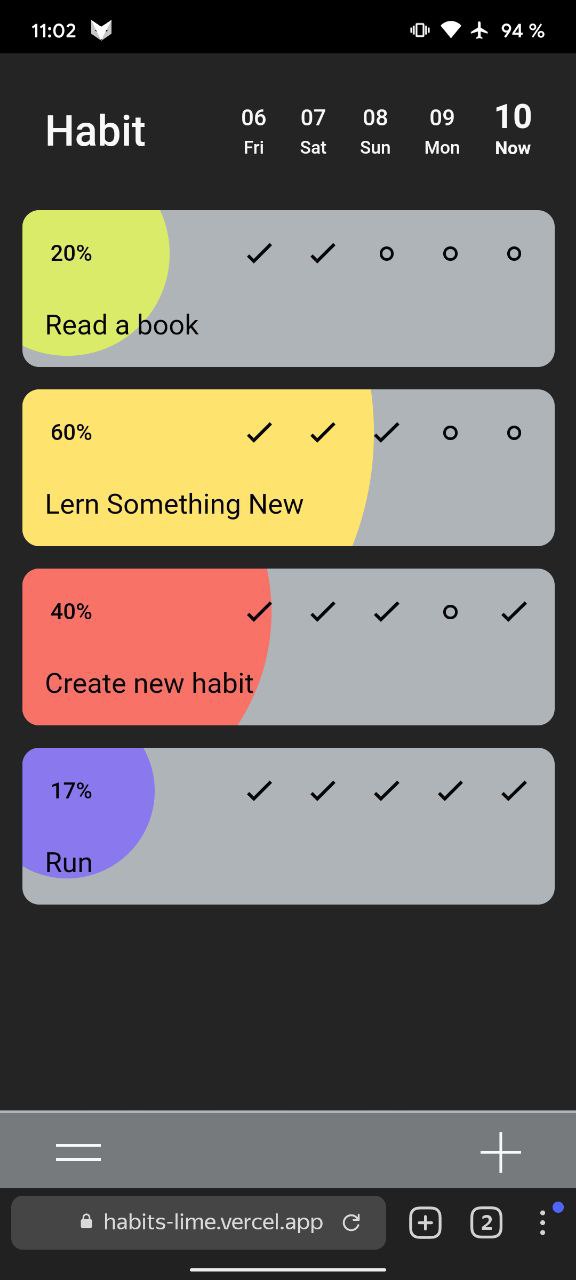 11:02 94 %
Habit 06 07 08 09 10
Fri Sat Sun Mon Now
20%
Read a book
60%
Lern Something New
40%
Create new habit
17%
Run
habits-lime.vercel.app 2